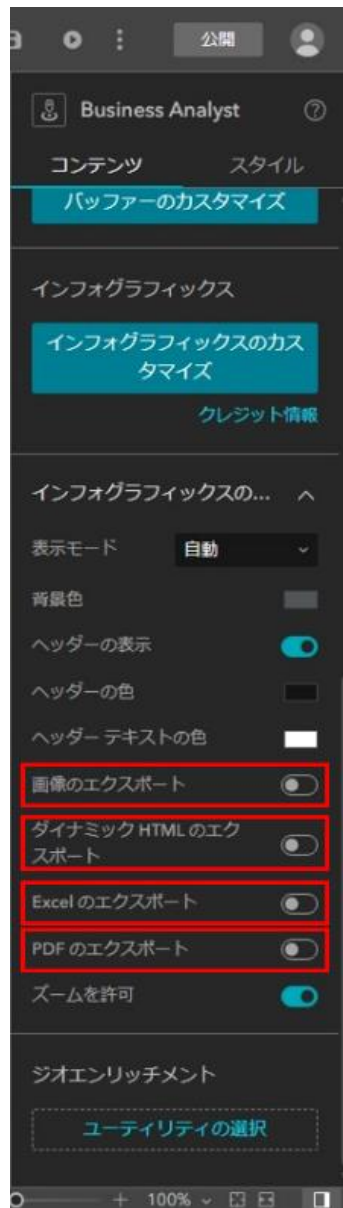 公開
Business Analyst
コンテンツ スタイル
バッファーのカスタマイズ
インフォグラフィックス
インフォグラフィックスのカス
タマイズ
クレジット情報
インフォグラフィックスの...
表示モード 自動
背景色
ヘッダーの表示
ヘッダーの色
ヘッダー テキストの色
画像のエクスポート
ダイナミック HTML のエク
スポート
Excel のエクスポート
PDF のエクスポート
ズームを許可
ジオエンリッチメント
ユーティリティの選択
100%